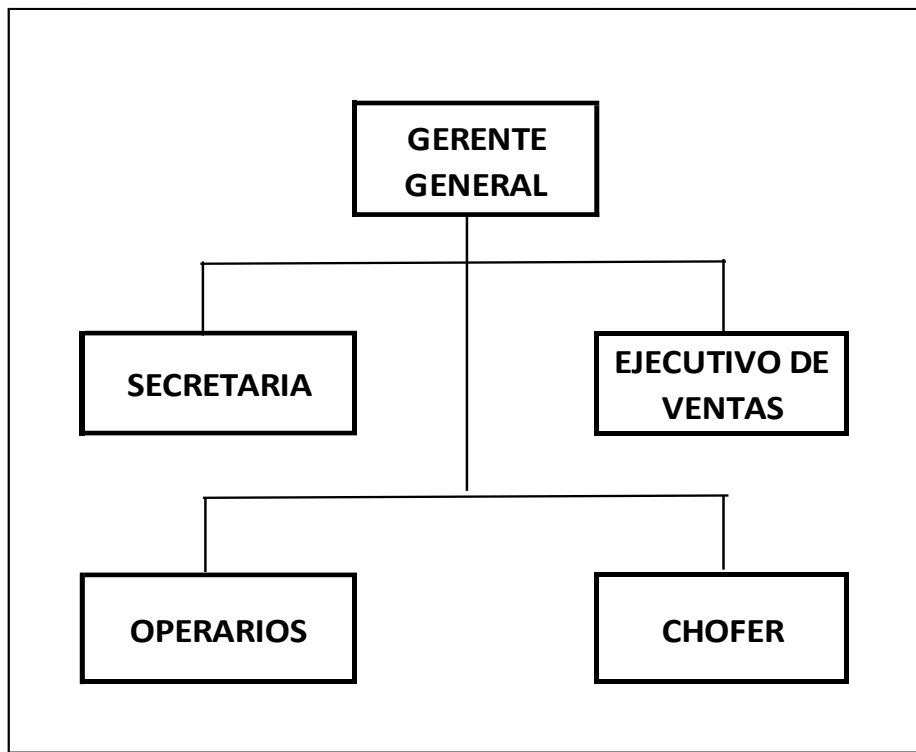 GERENTE
GENERAL
SECRETARIA
EJECUTIVO DE
VENTAS
OPERARIOS
CHOFER